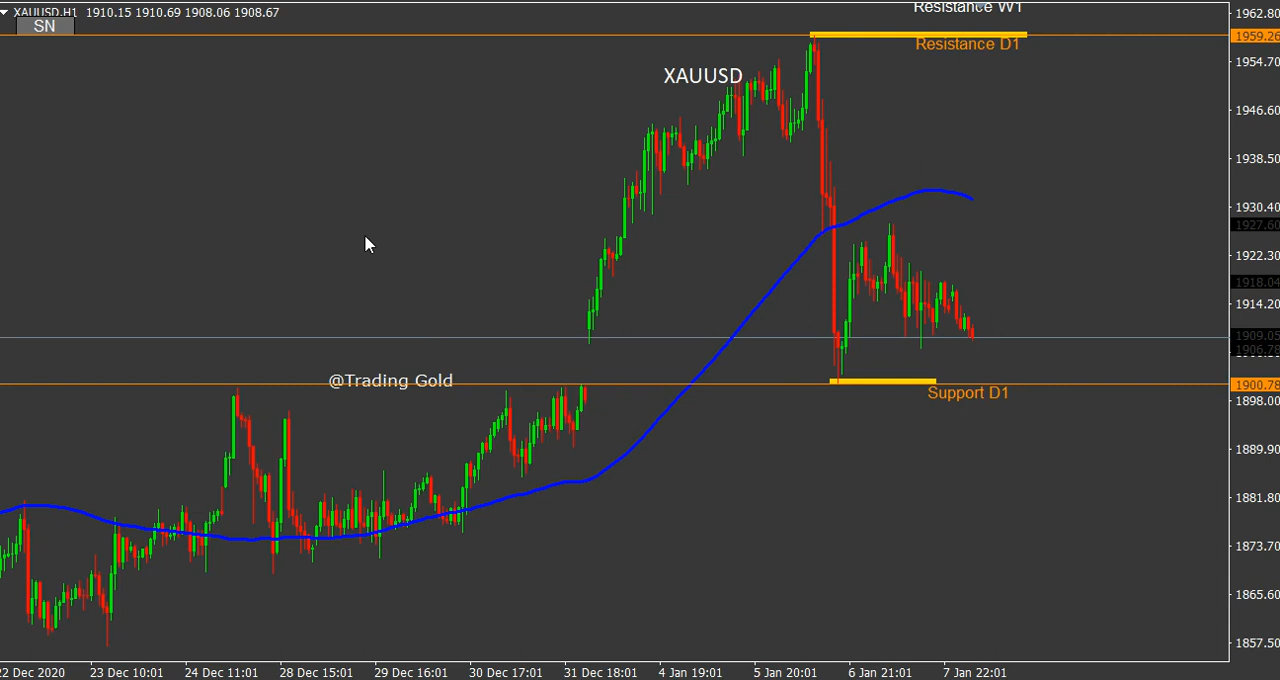 XAUUSD,H1 1910.15 1910.69 1908.06 1908.67
SN
Resistance W1
1962.80
1959.26
Resistance D1
1954.70
XAUUSD
1946.60
1938.50
1930.40
1927.60
1922.30
1918.04
1914.20
1909.05
1906.78
@Trading Gold
1900.78
Support D1
1898.00
1889.90
1881.80
1873.70
1865.60
1857.50
22 Dec 2020 23 Dec 10:01 24 Dec 11:01 28 Dec 15:01 29 Dec 16:01 30 Dec 17:01 31 Dec 18:01 4 Jan 19:01 5 Jan 20:01 6 Jan 21:01 7 Jan 22:01